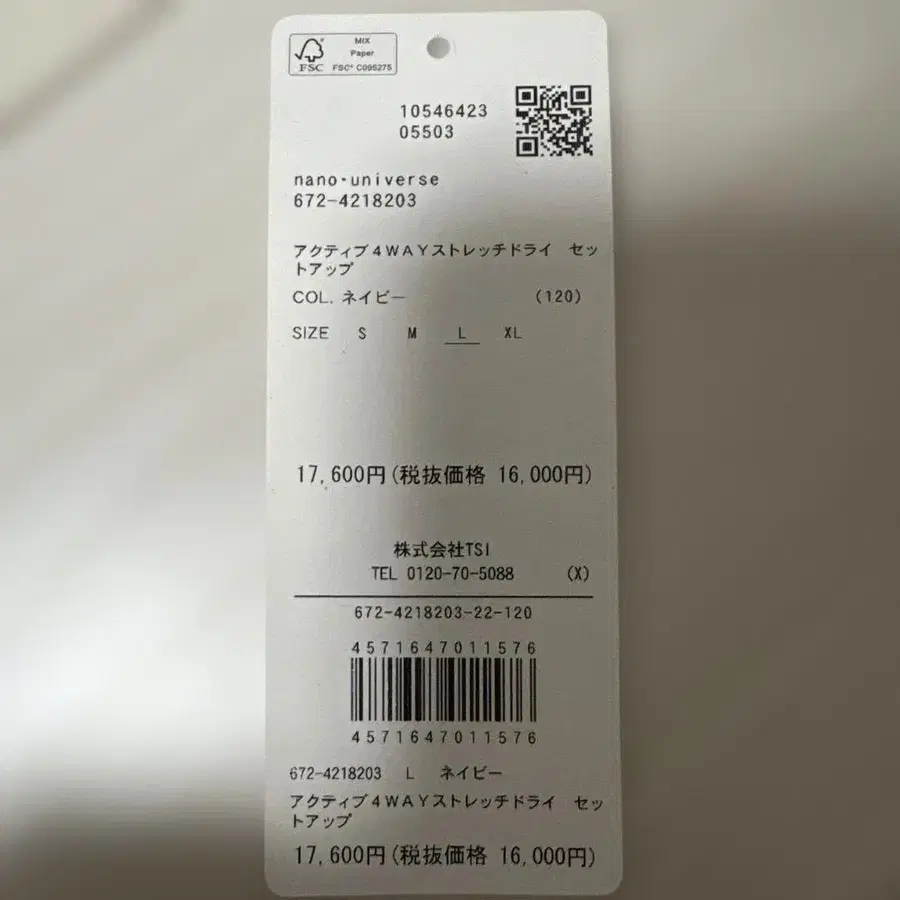 MIX
Paper
FSC® C095275
FSC
10546423
05503
nano・universe
672-4218203
アクティブ4WAYストレッチドライ セッ
トアップ
COL. ネイビー (120)
SIZE S M L XL
17,600円(税抜価格 16,000円)
株式会社TSI
TEL 0120-70-5088 (X)
672-4218203-22-120
4571647011576
4571647011576
672-4218203 L ネイビー
アクティブ4WAYストレッチドライ セッ
トアップ
17,600円(税抜価格 16,000円)